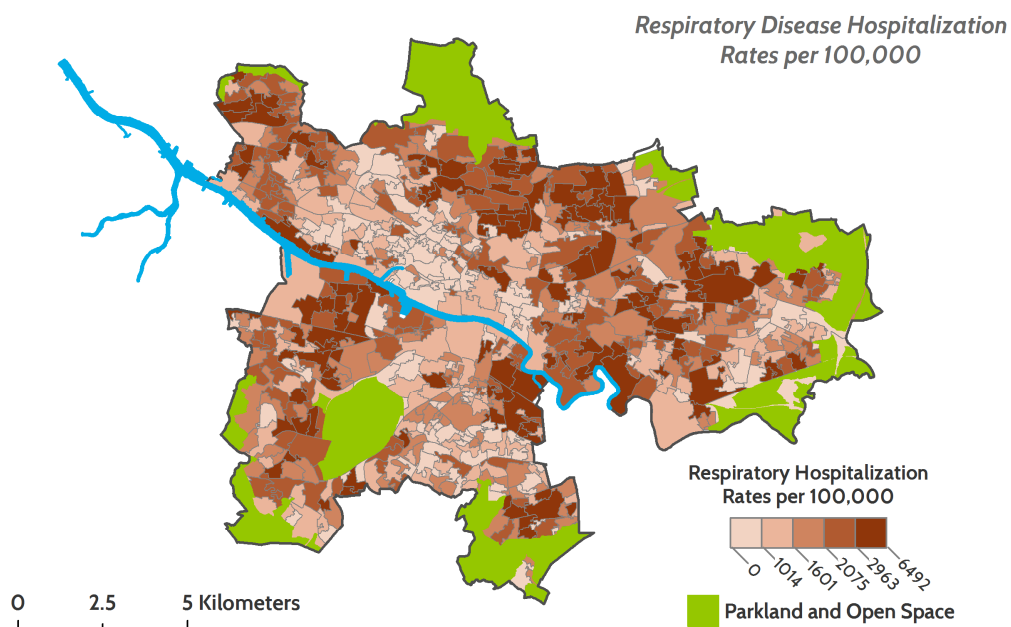 Respiratory Disease Hospitalization
Rates per 100,000
Respiratory Hospitalization
Rates per 100,000
0 1014 1601 2075 2963 6492
Parkland and Open Space
0 2.5 5 Kilometers